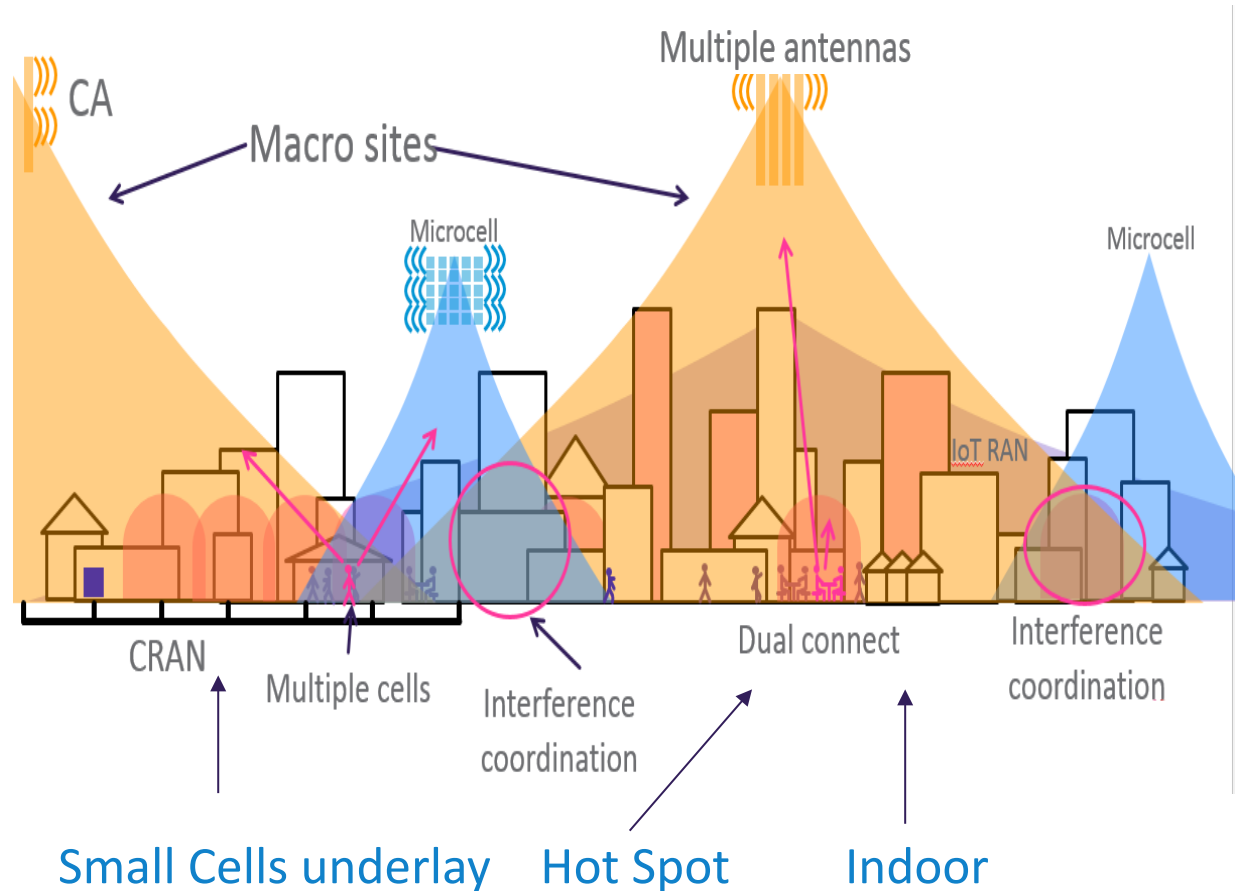 Multiple antennas
CA
Macro sites
Microcell
Microcell
IoT RAN
CRAN
Multiple cells
Interference
coordination
Dual connect
Interference
coordination
Small Cells underlay
Hot Spot
Indoor